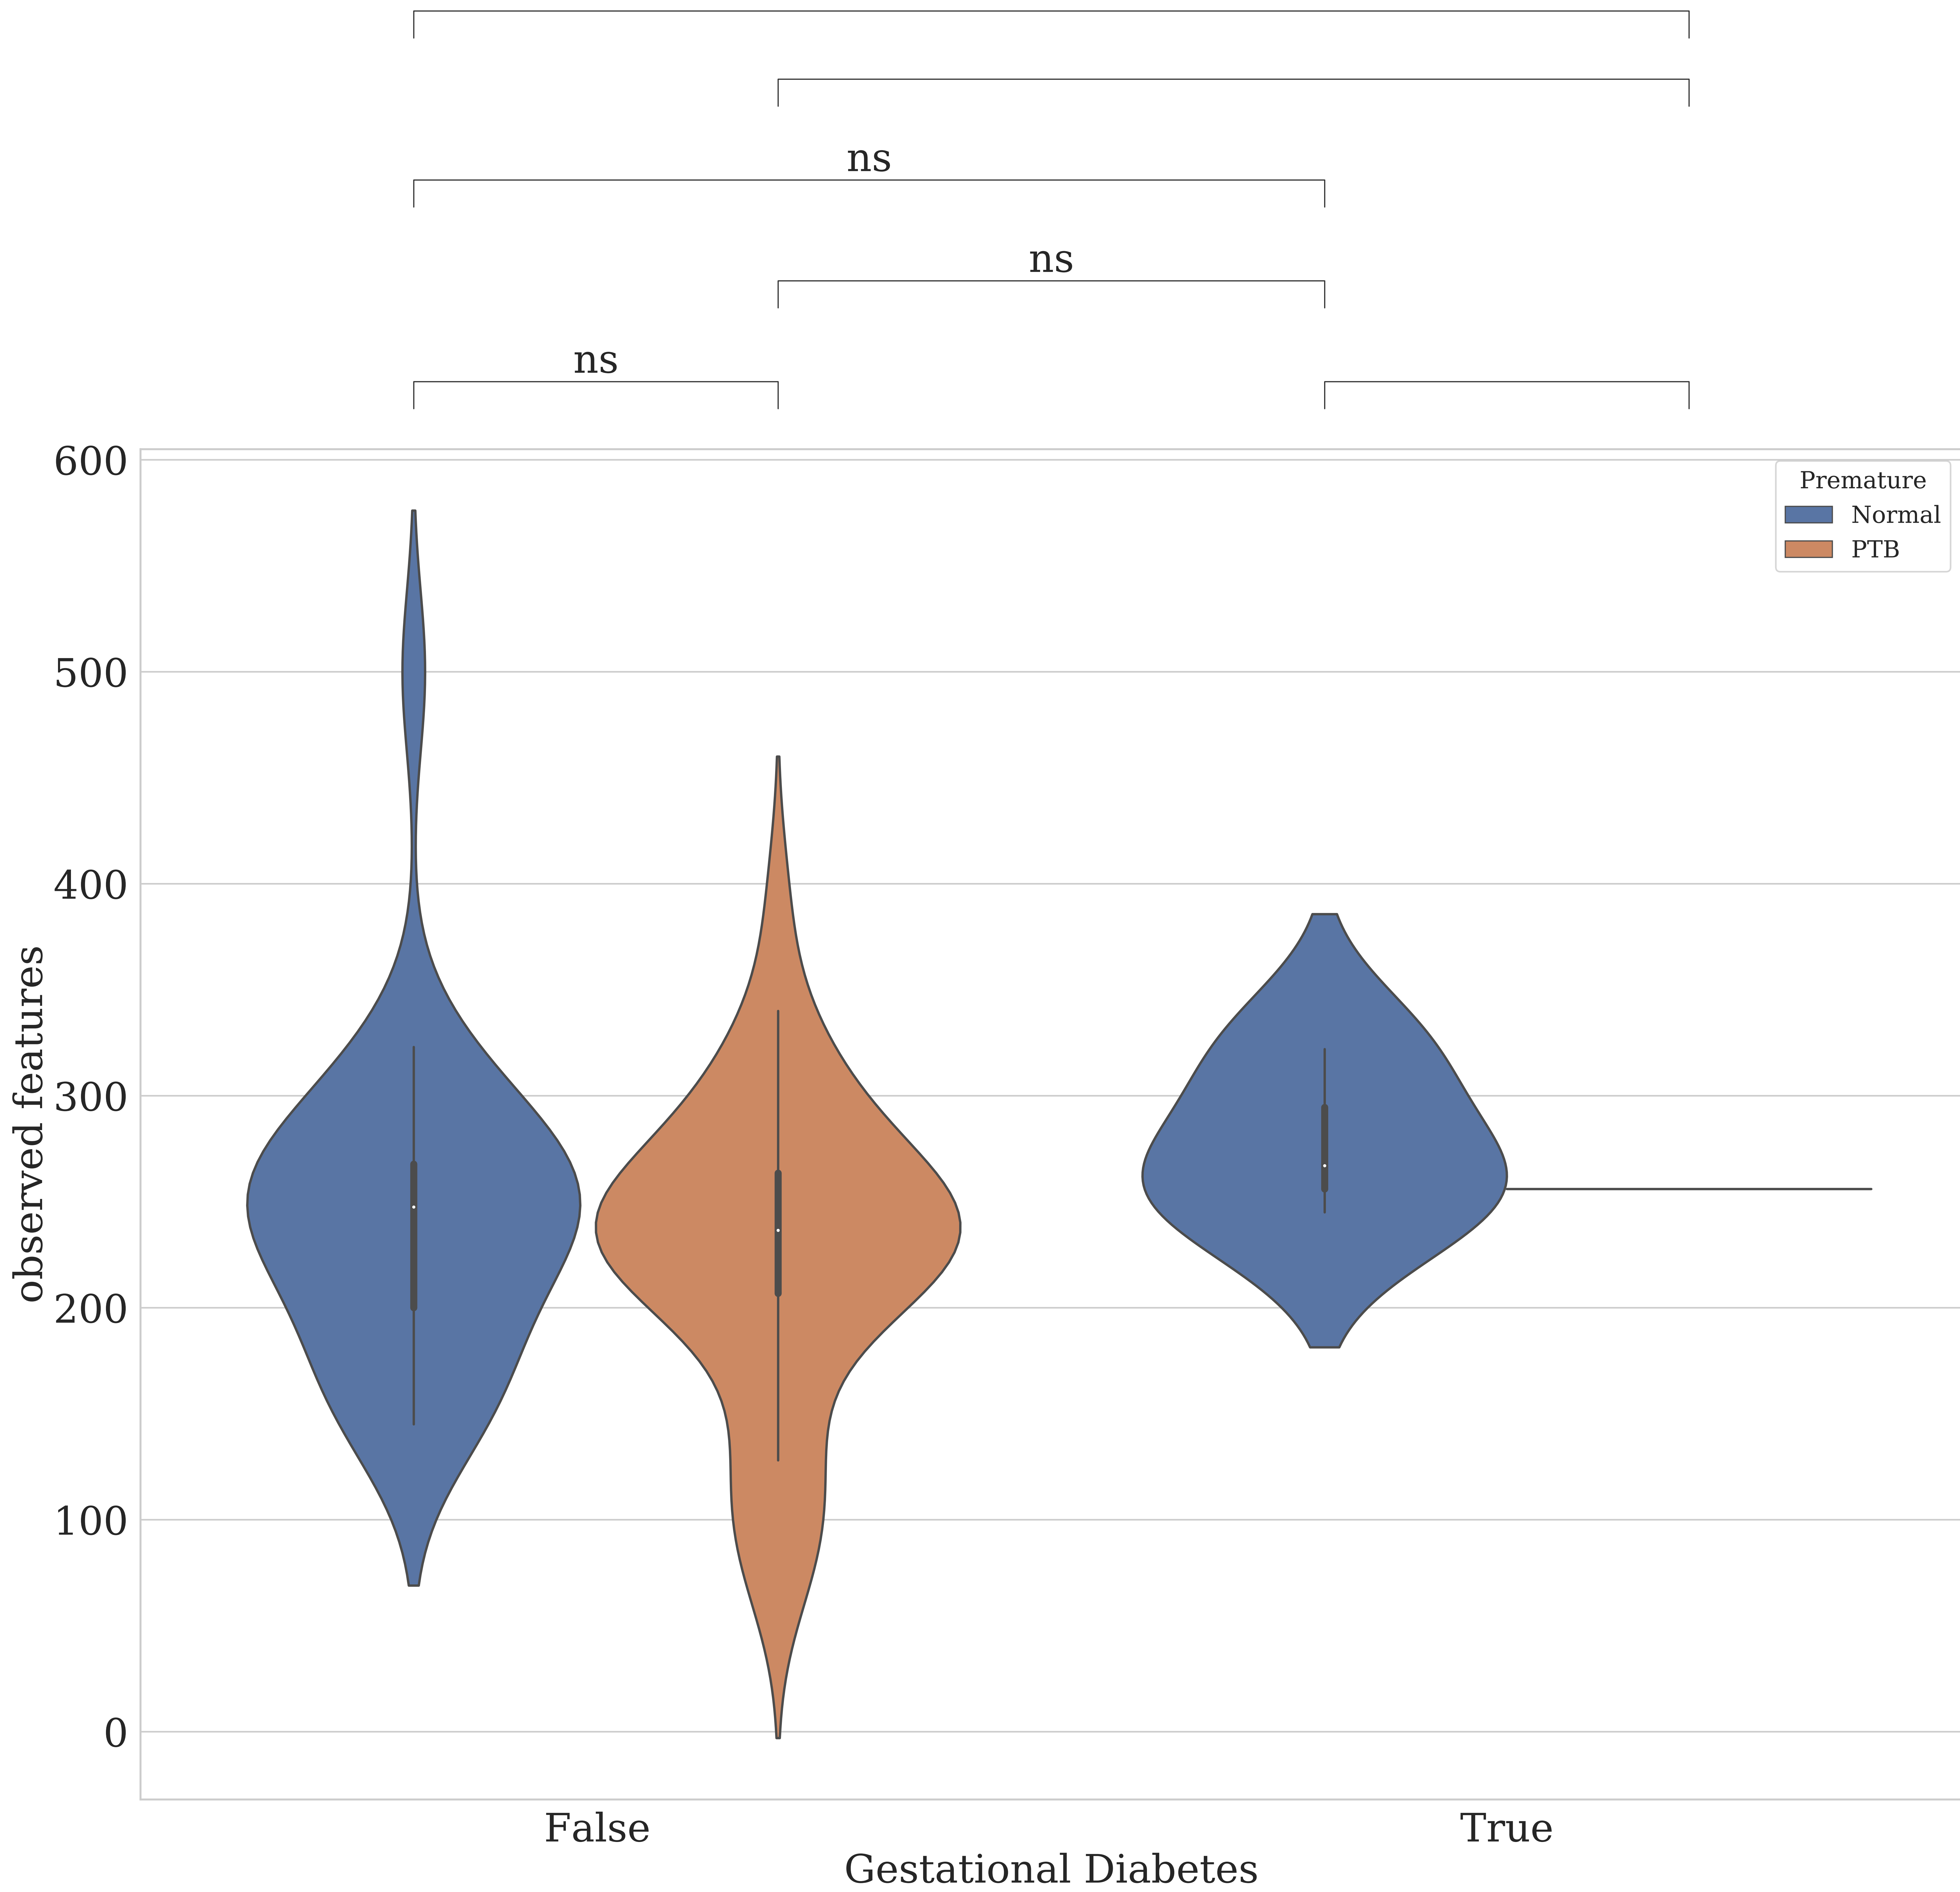 ns
ns
ns
600
500
400
300
200
100
0
observed features
Premature
Normal
PTB
False
True
Gestational Diabetes